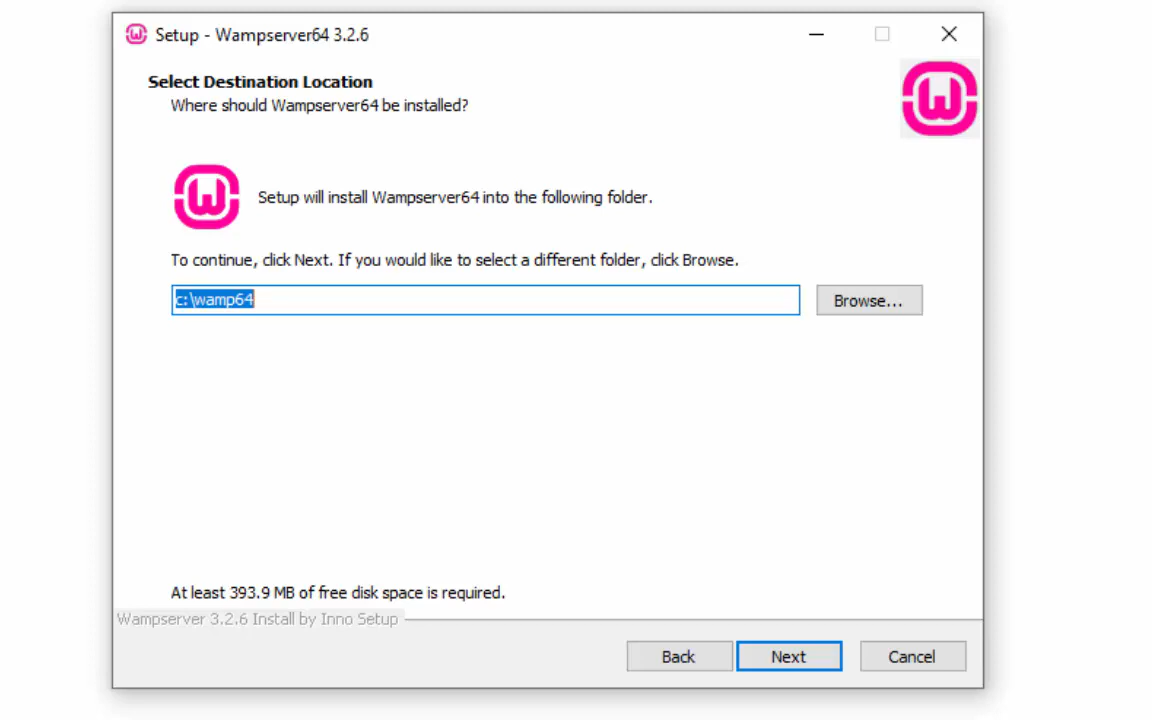 Setup - Wampserver64 3.2.6
Select Destination Location
Where should Wampserver64 be installed?
Setup will install Wampserver64 into the following folder.
To continue, click Next. If you would like to select a different folder, click Browse.
c:\wamp64
Browse...
At least 393.9 MB of free disk space is required.
Wampserver 3.2.6 Install by Inno Setup
Back Next Cancel